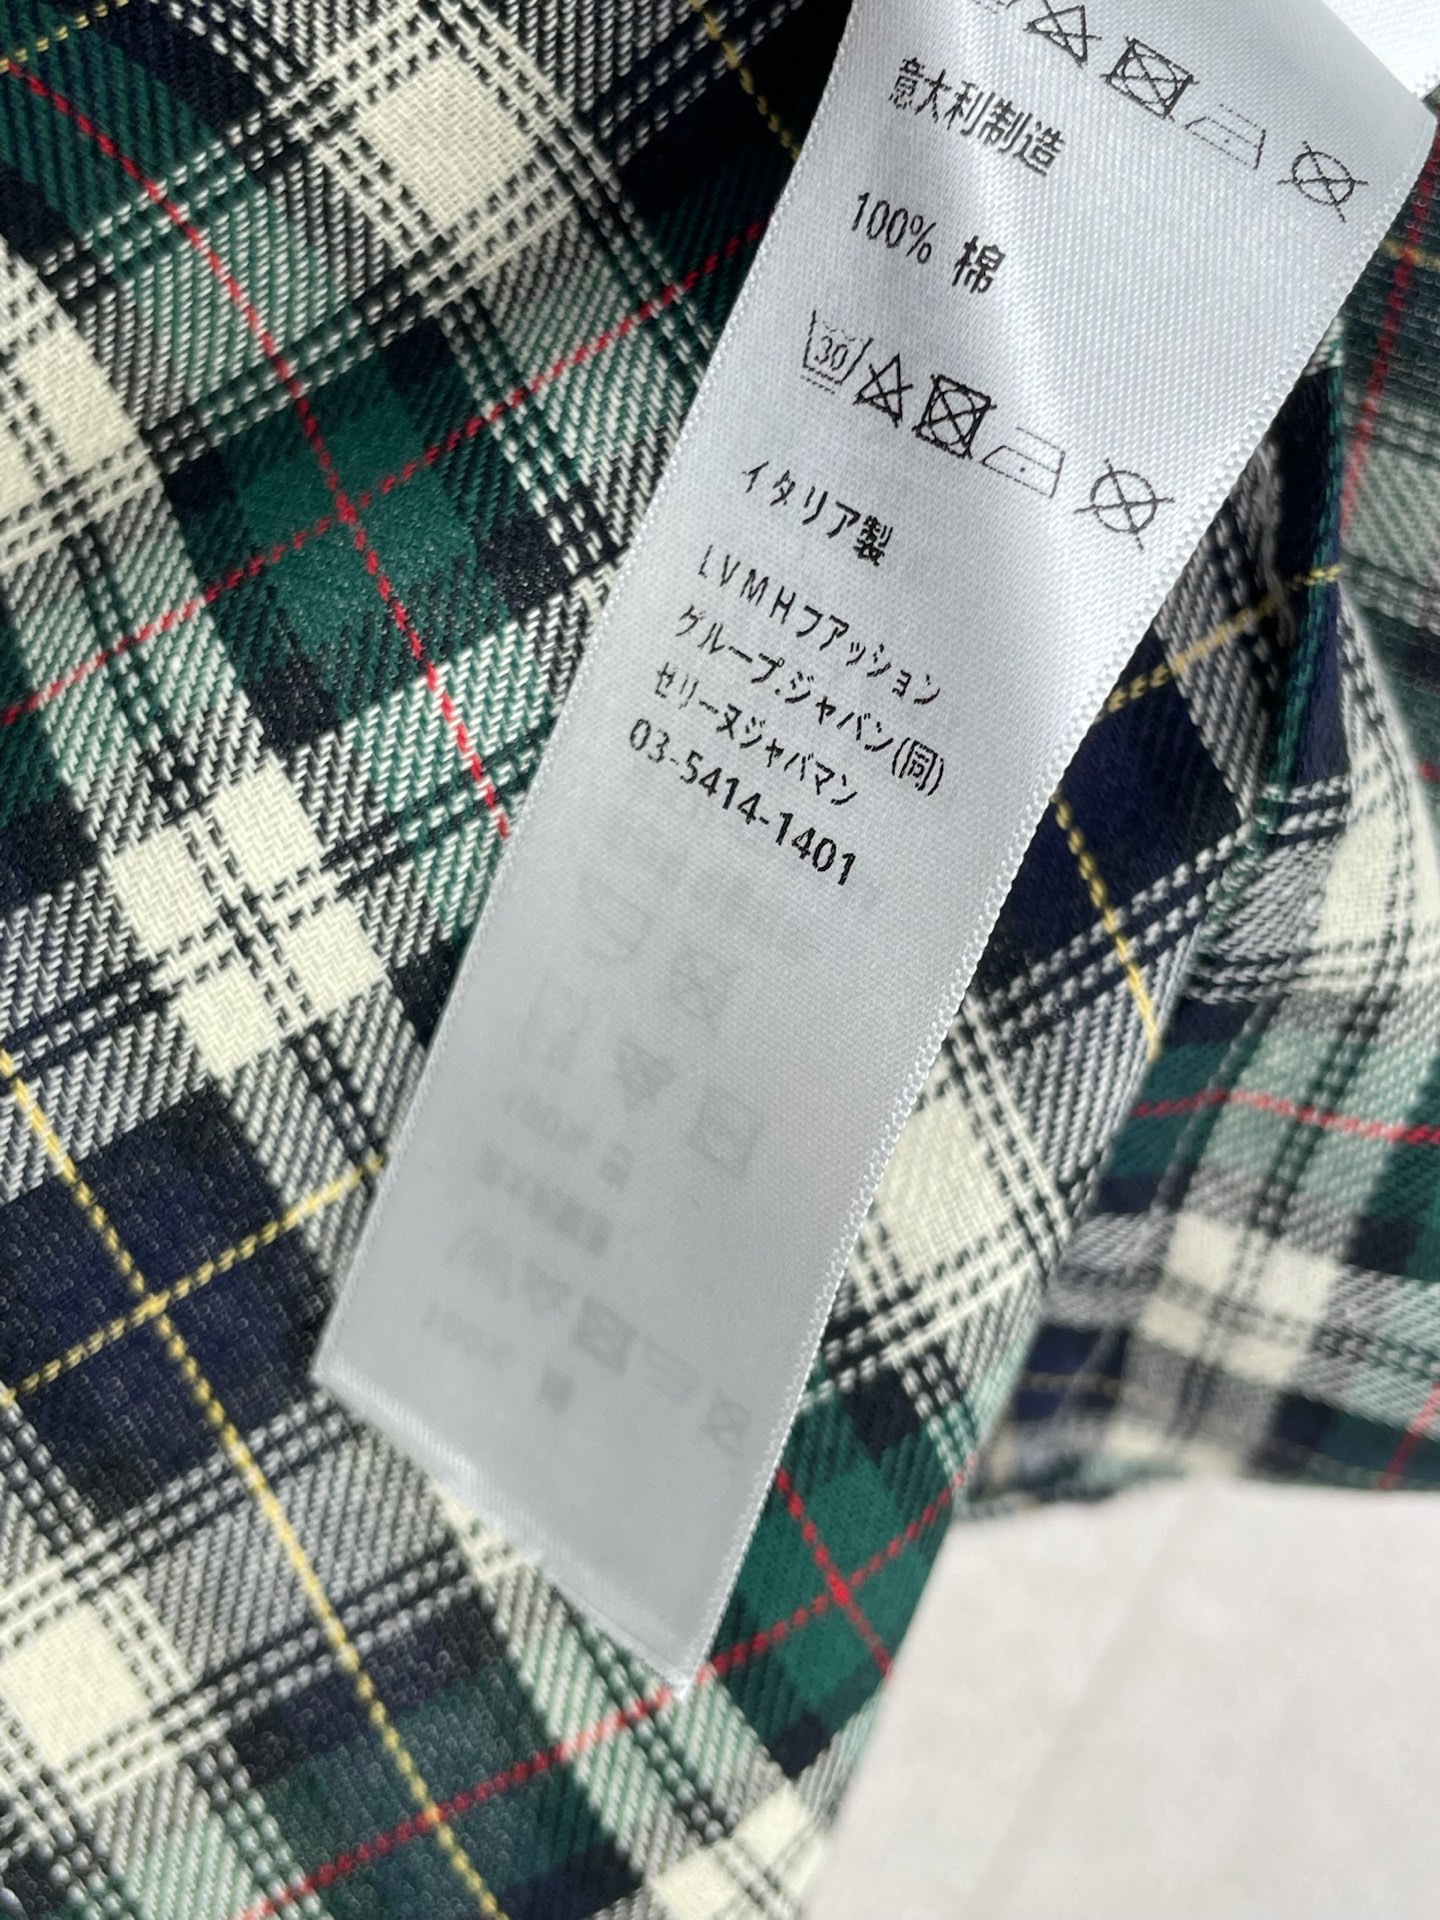 意大利制造
100% 棉
30
イタリア製
LVMHファッション
グループ.ジャパン(同)
セリーヌジャパマン
03-5414-1401